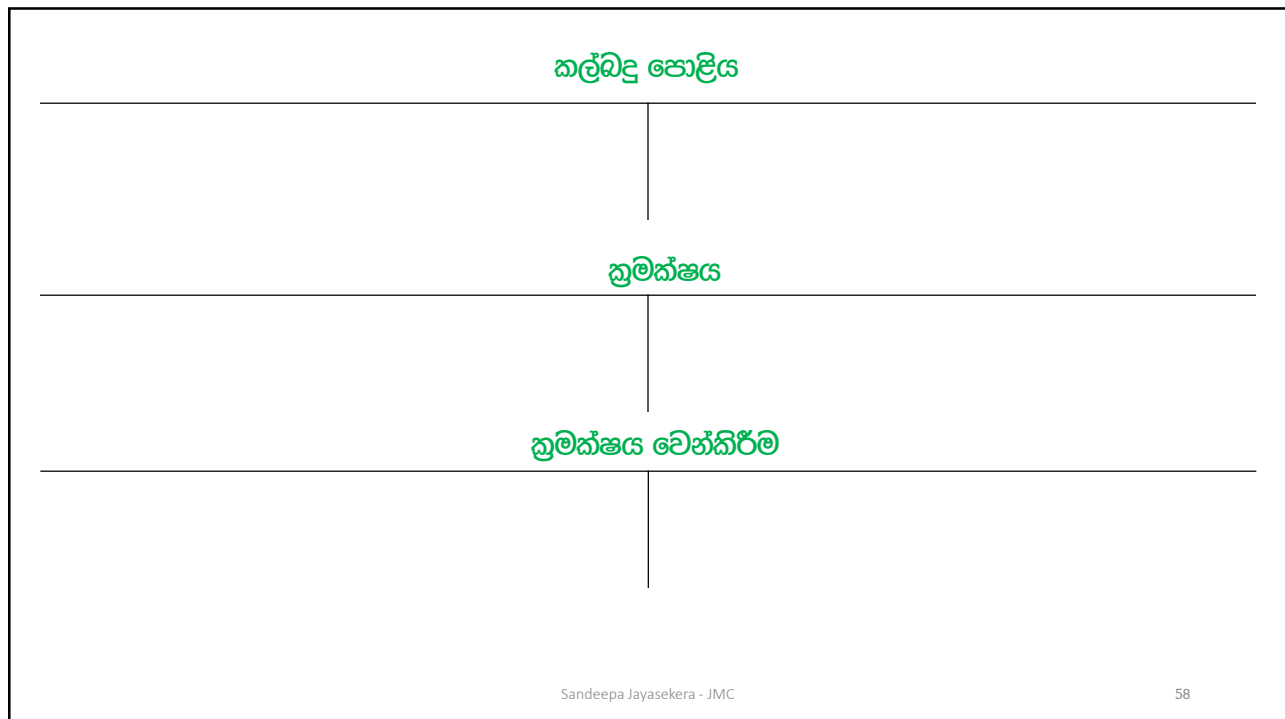 කල්බදු පොළිය
ක්‍රමක්ෂය
ක්‍රමක්ෂය වෙන්කිරීම
Sandeepa Jayasekera - JMC
58